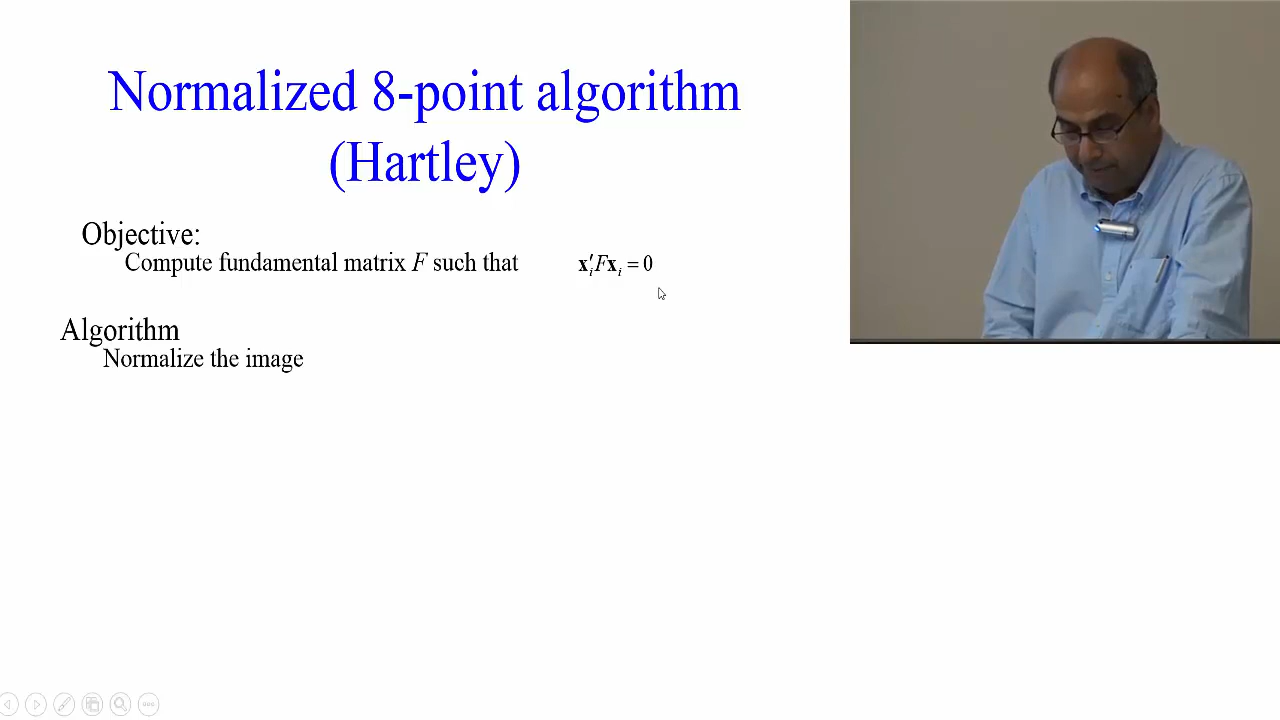 Normalized 8-point algorithm
(Hartley)
Objective:
Compute fundamental matrix F such that x′ᵢFxᵢ = 0
Algorithm
Normalize the image